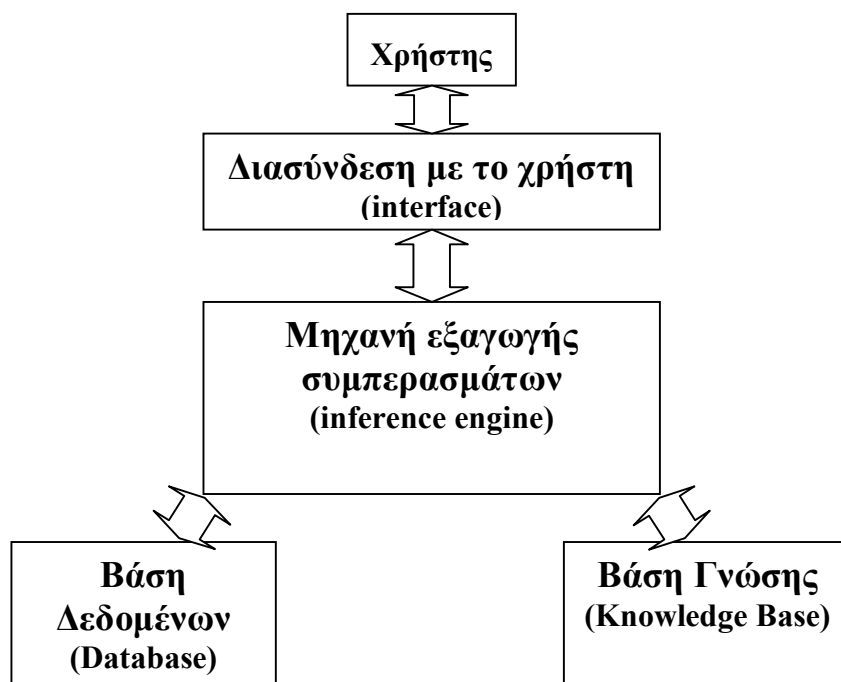 Χρήστης
Διασύνδεση με το χρήστη
(interface)
Μηχανή εξαγωγής
συμπερασμάτων
(inference engine)
Βάση
Δεδομένων
(Database)
Βάση Γνώσης
(Knowledge Base)